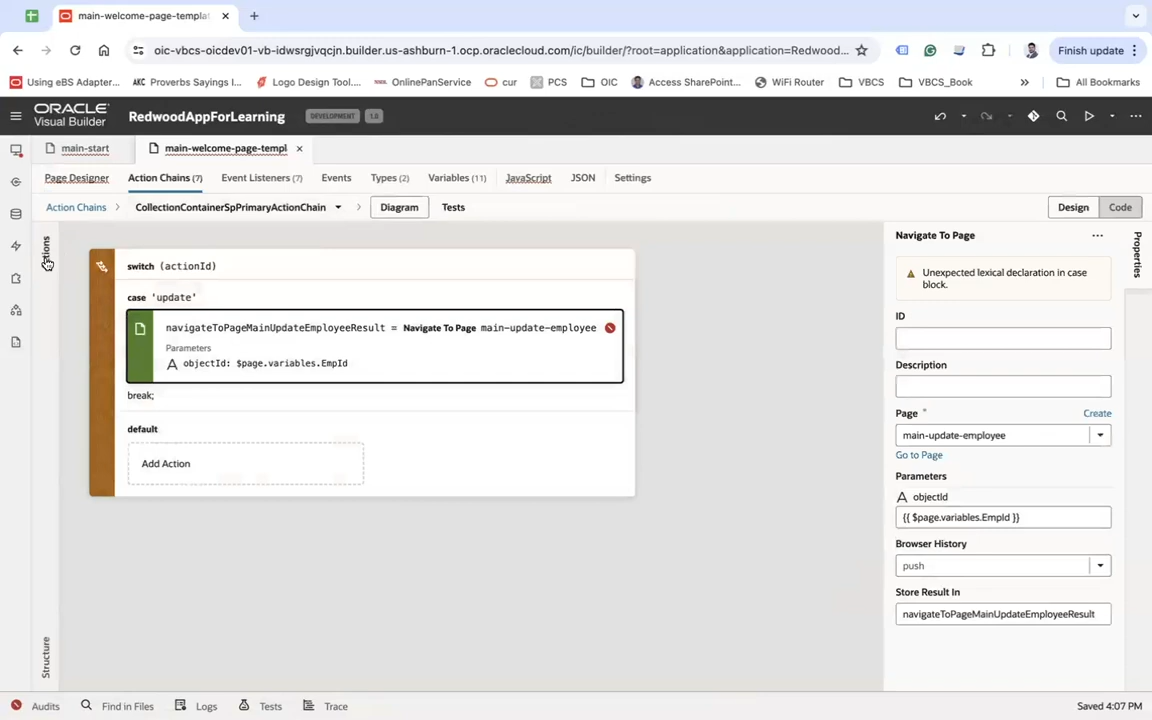 main-welcome-page-templat
oic-vbcs-oicdev01-vb-idwsrgjvqcjn.builder.us-ashburn-1.ocp.oraclecloud.com/ic/builder/?root=application&application=Redwood...
Finish update
Using eBS Adapter...
AKC Proverbs Sayings I...
Logo Design Tool....
OnlinePanService
cur
PCS
OIC
Access SharePoint...
WiFi Router
VBCS
VBCS_Book
»
All Bookmarks
ORACLE
Visual Builder
RedwoodAppForLearning
DEVELOPMENT
1.0
main-start
main-welcome-page-templ
Page Designer
Action Chains (7)
Event Listeners (7)
Events
Types (2)
Variables (11)
JavaScript
JSON
Settings
Action Chains
CollectionContainerSpPrimaryActionChain
Diagram
Tests
Design
Code
Actions
Structure
switch (actionId)
case 'update'
navigateToPageMainUpdateEmployeeResult = Navigate To Page main-update-employee
Parameters
A objectId: $page.variables.EmpId
break;
default
Add Action
Navigate To Page
Properties
Unexpected lexical declaration in case
block.
ID
Description
Page *
Create
main-update-employee
Go to Page
Parameters
A objectId
{{ $page.variables.EmpId }}
Browser History
push
Store Result In
navigateToPageMainUpdateEmployeeResult
Audits
Find in Files
Logs
Tests
Trace
Saved 4:07 PM